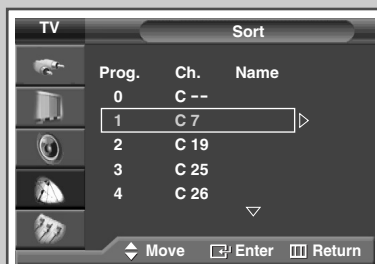 TV Sort
Prog. Ch. Name
0 C --
1 C 7
2 C 19
3 C 25
4 C 26
Move Enter Return